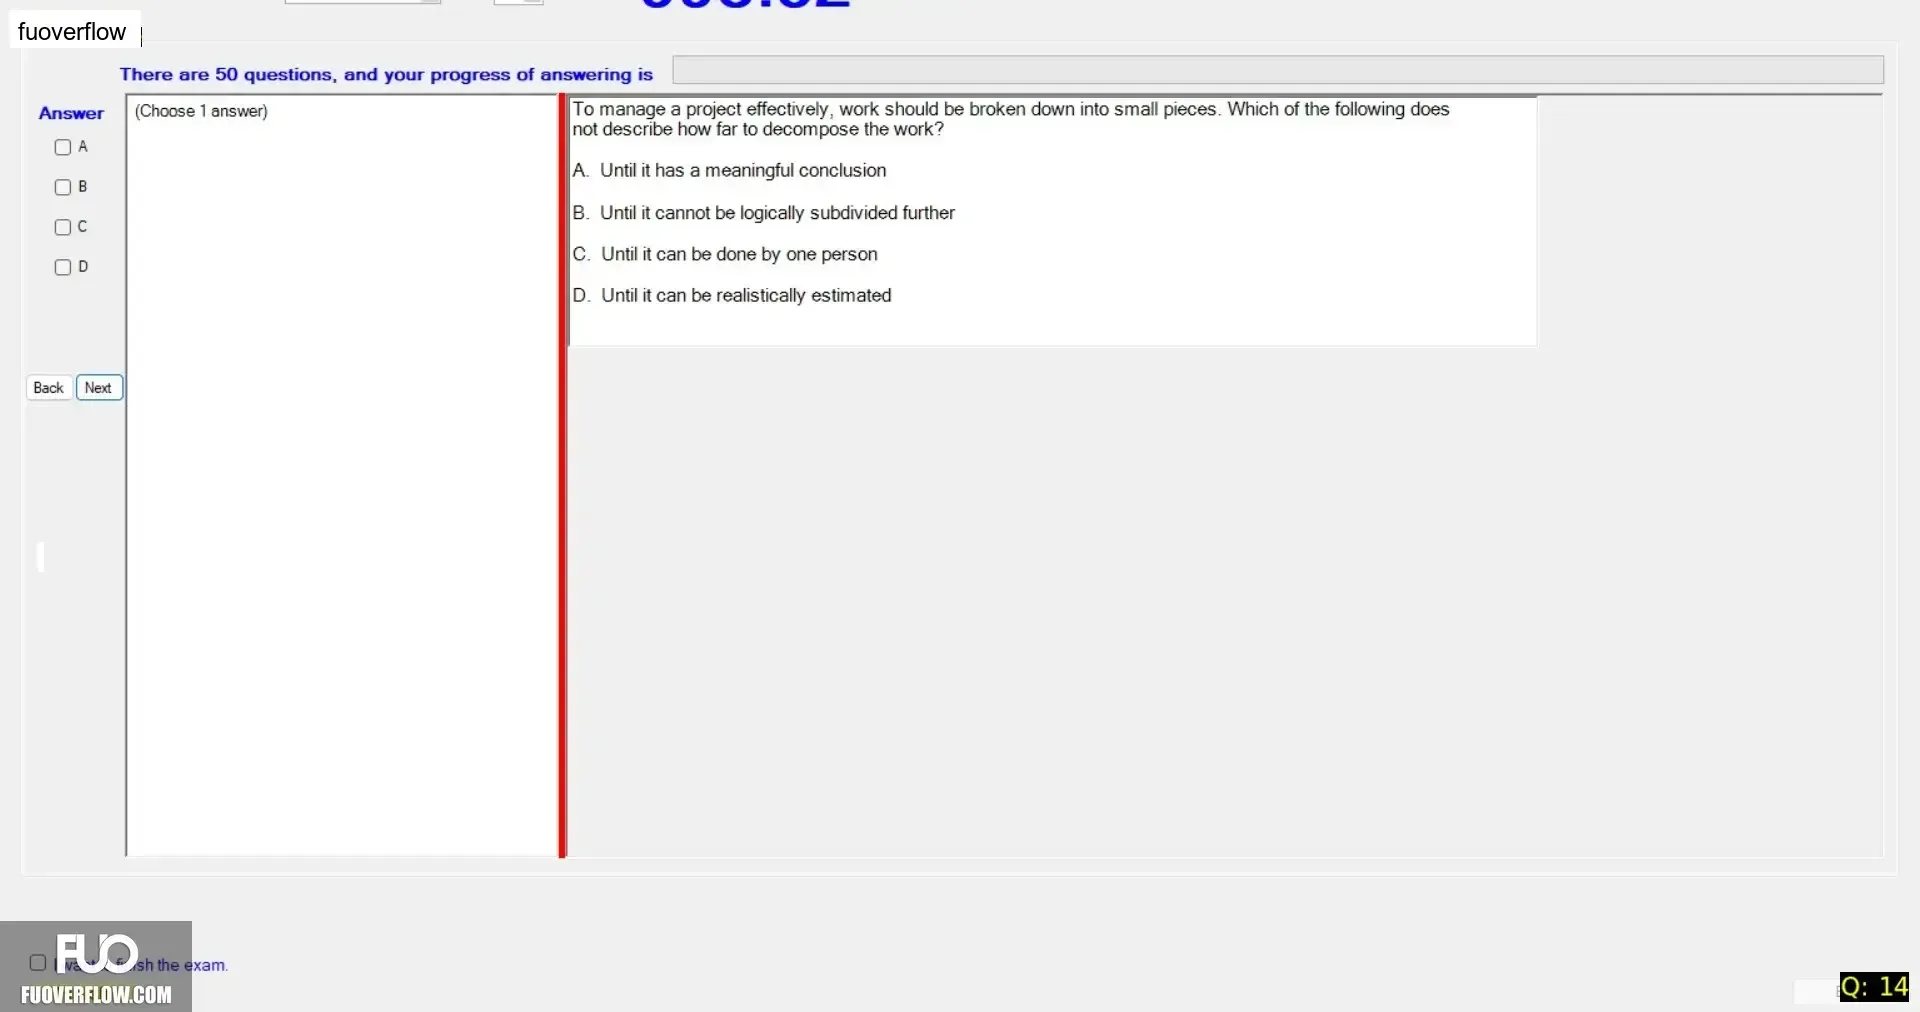 fuoverflow
There are 50 questions, and your progress of answering is
Answer
(Choose 1 answer)
A
B
C
D
Back
Next
To manage a project effectively, work should be broken down into small pieces. Which of the following does
not describe how far to decompose the work?
A. Until it has a meaningful conclusion
B. Until it cannot be logically subdivided further
C. Until it can be done by one person
D. Until it can be realistically estimated
FUO
the exam.
FUOVERFLOW.COM
Q: 14